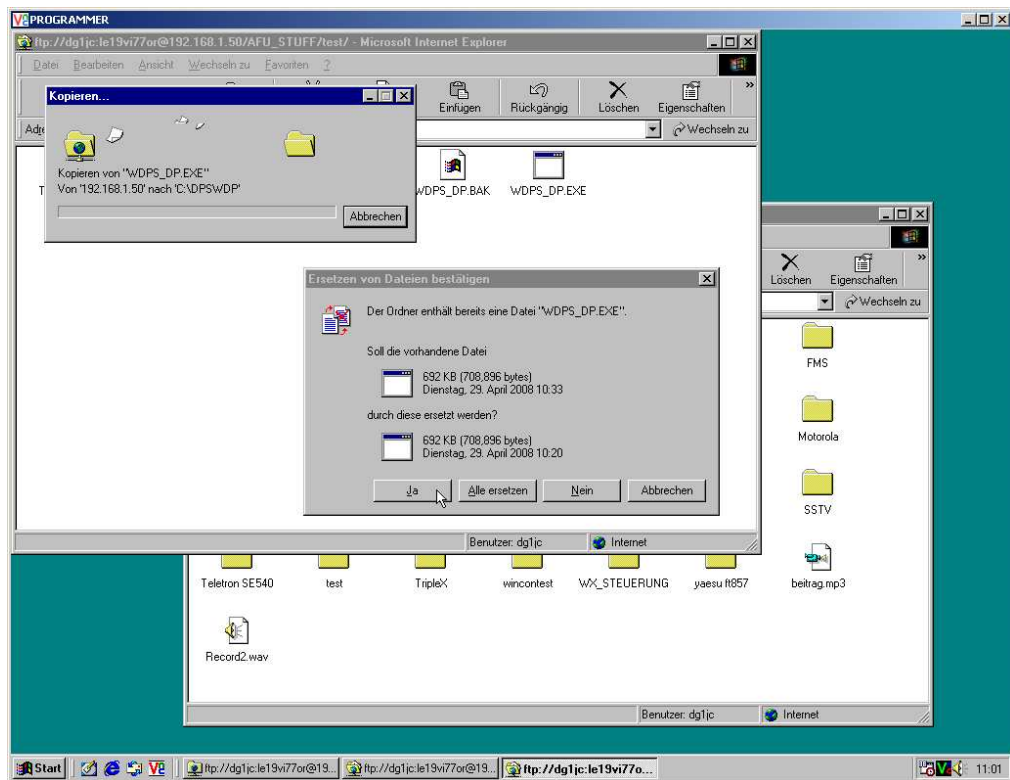 PROGRAMMER
ftp://dg1jc:le19vi77or@192.168.1.50/AFU_STUFF/test/ - Microsoft Internet Explorer
Datei Bearbeiten Ansicht Wechseln zu Favoriten ?
Einfügen Rückgängig Löschen Eigenschaften »
Wechseln zu
Kopieren...
Kopieren von "WDPS_DP.EXE"
Von '192.168.1.50' nach 'C:\DPSWDP'
Abbrechen
WDPS_DP.BAK WDPS_DP.EXE
Löschen Eigenschaften »
Wechseln zu
Ersetzen von Dateien bestätigen
Der Ordner enthält bereits eine Datei "WDPS_DP.EXE".
Soll die vorhandene Datei
692 KB (708,896 bytes)
Dienstag, 29. April 2008 10:33
durch diese ersetzt werden?
692 KB (708,896 bytes)
Dienstag, 29. April 2008 10:20
Ja Alle ersetzen Nein Abbrechen
FMS
Motorola
SSTV
Benutzer: dg1jc Internet
Teletron SE540 test TripleX wincontest WX_STEUERUNG yaesu ft857 beitrag.mp3
Record2.wav
Benutzer: dg1jc Internet
Start ftp://dg1jc:le19vi77or@19... ftp://dg1jc:le19vi77or@19... ftp://dg1jc:le19vi77o... 11:01